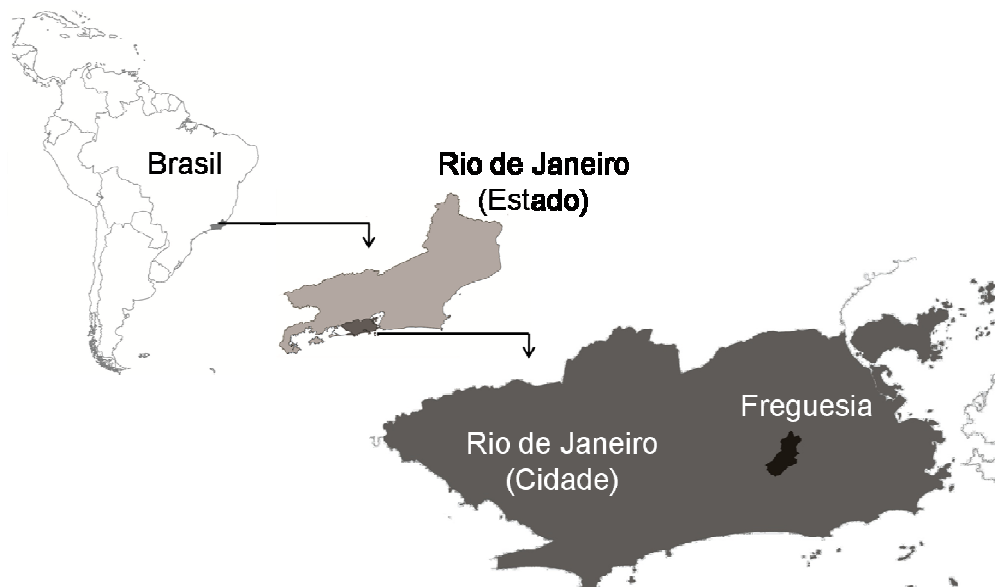 Brasil
Rio de Janeiro
(Estado)
Freguesia
Rio de Janeiro
(Cidade)